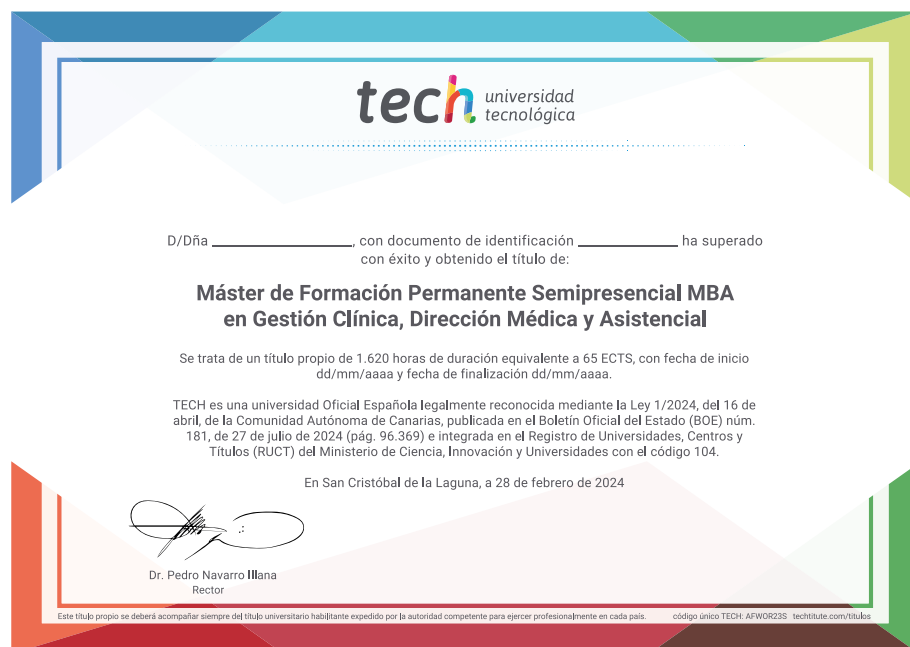 tech universidad
tecnológica
D/Dña ____________________, con documento de identificación ______________ ha superado
con éxito y obtenido el título de:
Máster de Formación Permanente Semipresencial MBA
en Gestión Clínica, Dirección Médica y Asistencial
Se trata de un título propio de 1.620 horas de duración equivalente a 65 ECTS, con fecha de inicio
dd/mm/aaaa y fecha de finalización dd/mm/aaaa.
TECH es una universidad Oficial Española legalmente reconocida mediante la Ley 1/2024, del 16 de
abril, de la Comunidad Autónoma de Canarias, publicada en el Boletín Oficial del Estado (BOE) núm.
181, de 27 de julio de 2024 (pág. 96.369) e integrada en el Registro de Universidades, Centros y
Títulos (RUCT) del Ministerio de Ciencia, Innovación y Universidades con el código 104.
En San Cristóbal de la Laguna, a 28 de febrero de 2024
Dr. Pedro Navarro Illana
Rector
Este título propio se deberá acompañar siempre del título universitario habilitante expedido por la autoridad competente para ejercer profesionalmente en cada país. código único TECH: AFWOR23S techtitute.com/titulos